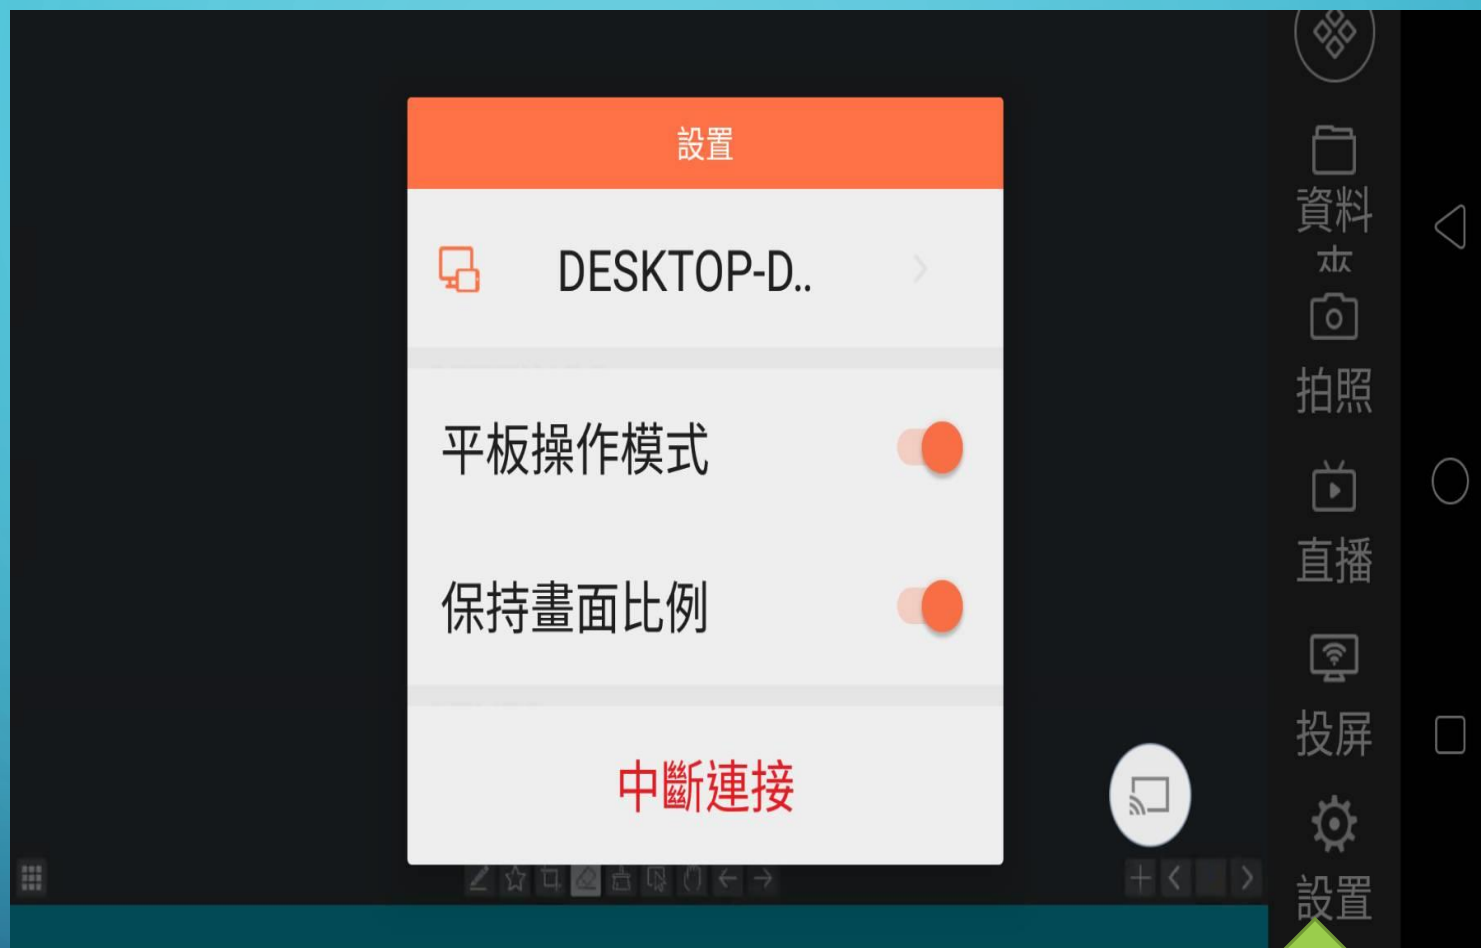 設置
DESKTOP-D..
平板操作模式
保持畫面比例
中斷連接
資料
拍照
直播
投屏
設置